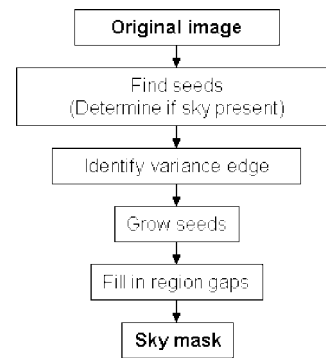 Original image
Find seeds
(Determine if sky present)
Identify variance edge
Grow seeds
Fill in region gaps
Sky mask